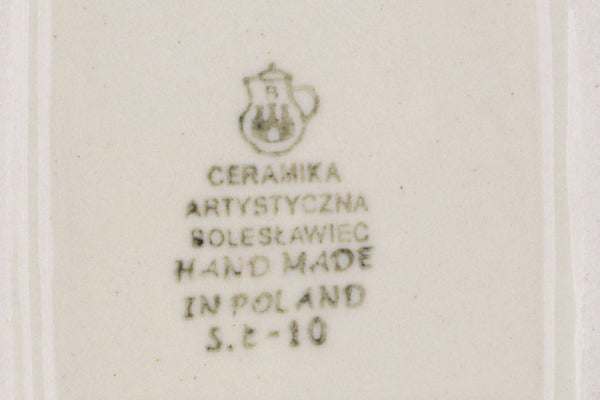 B
CERAMIKA
ARTYSTYCZNA
BOLESŁAWIEC
HAND MADE
IN POLAND